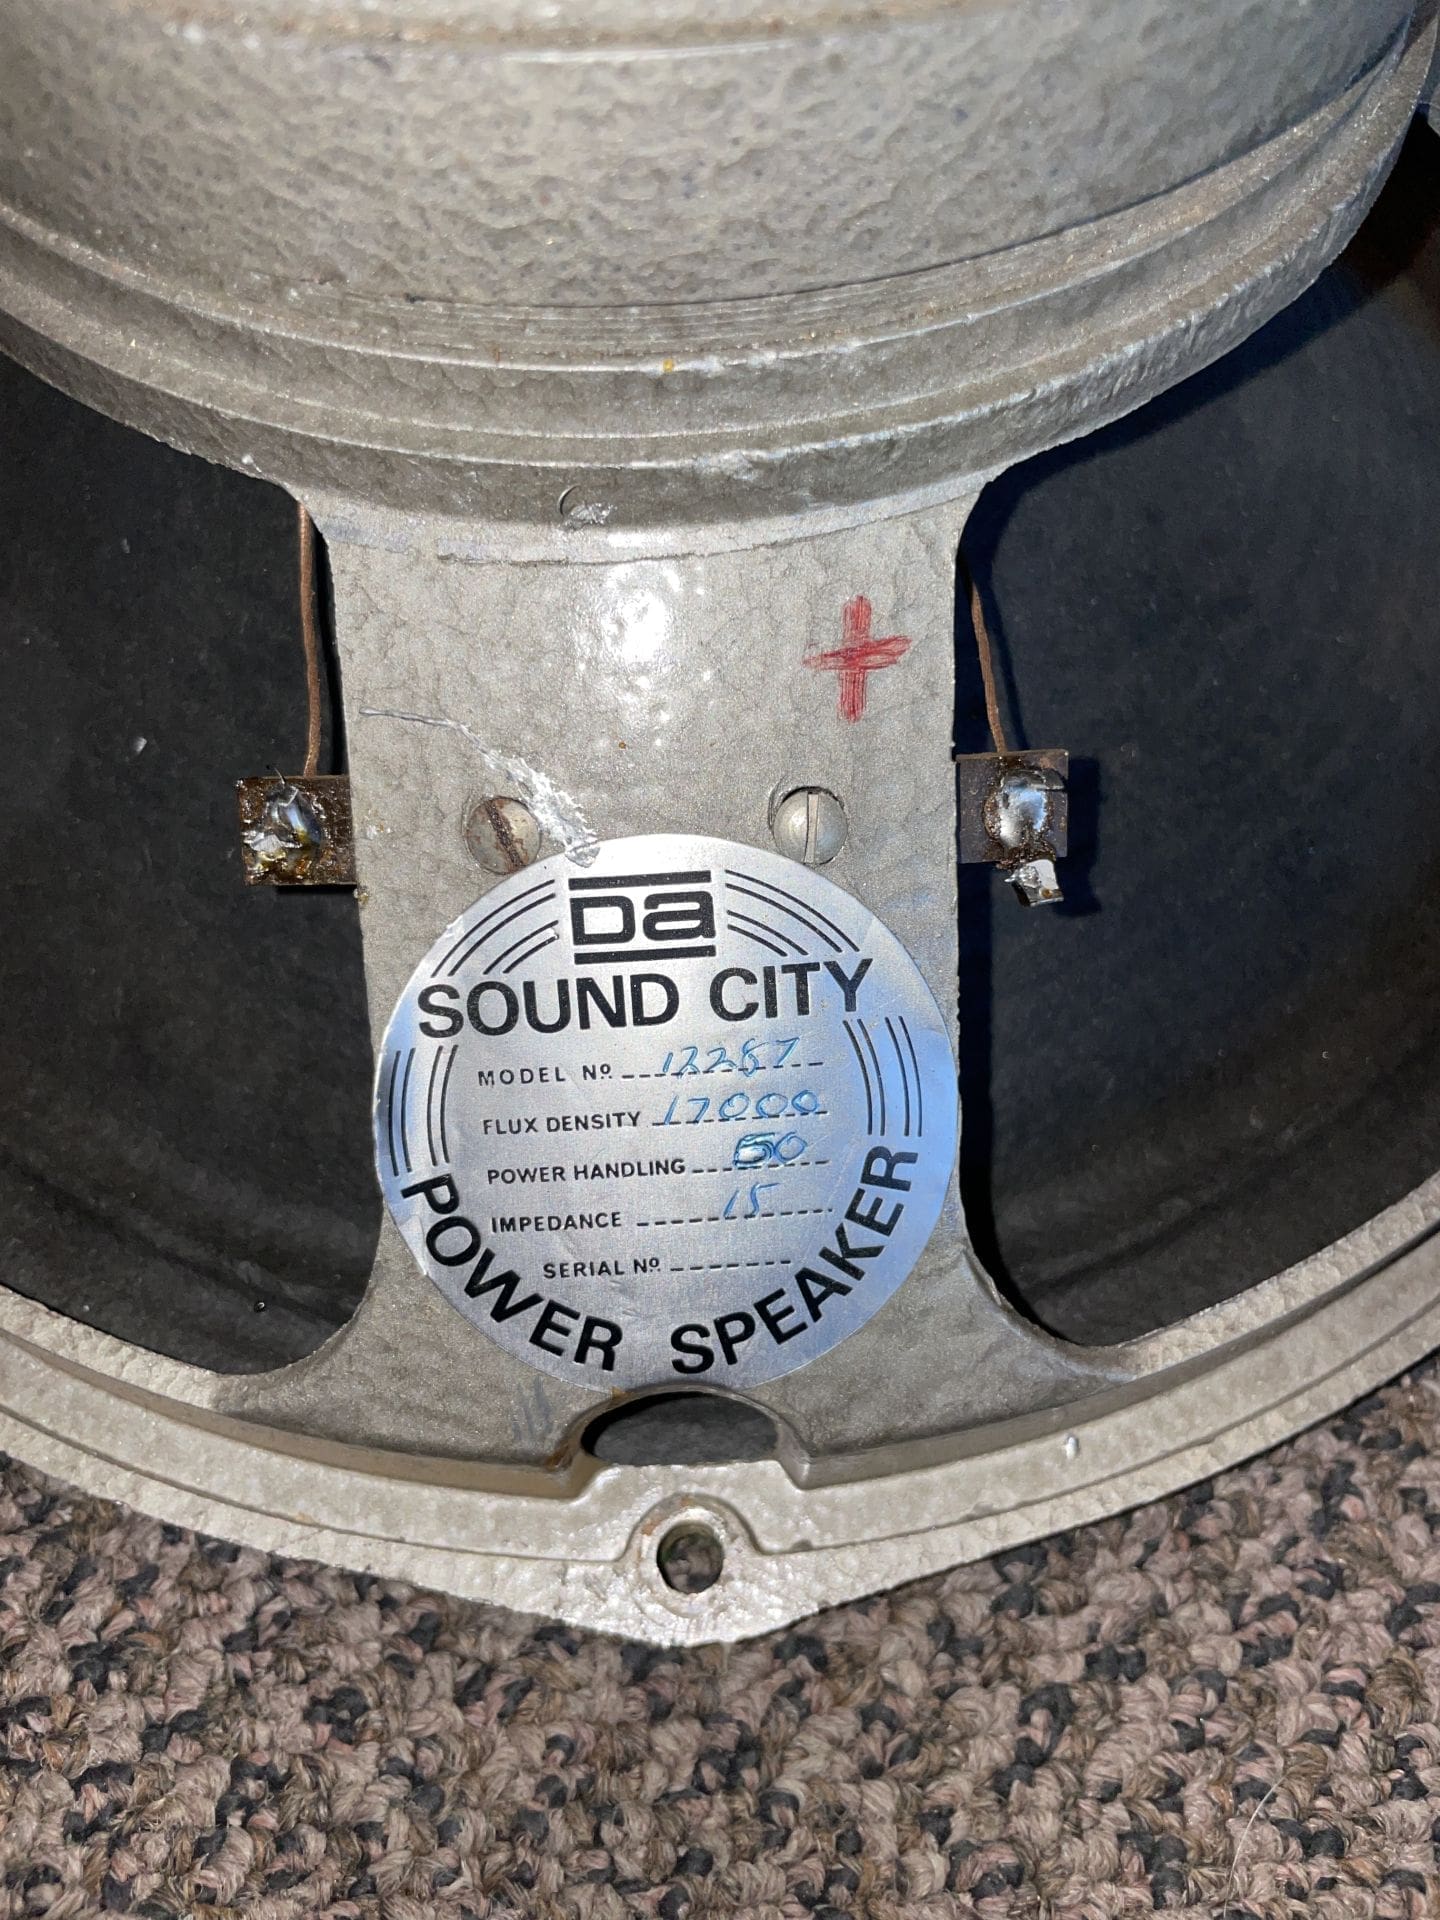 +
Da
SOUND CITY
MODEL Nº 12287
FLUX DENSITY 17000
POWER HANDLING 50
IMPEDANCE 15
SERIAL Nº
POWER SPEAKER